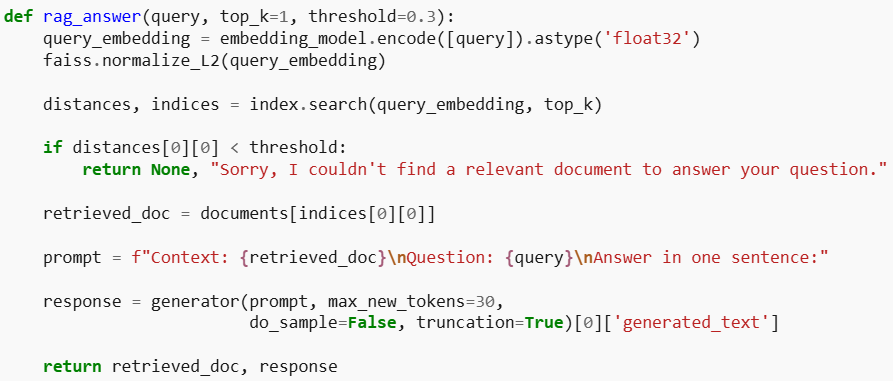 def rag_answer(query, top_k=1, threshold=0.3):
    query_embedding = embedding_model.encode([query]).astype('float32')
    faiss.normalize_L2(query_embedding)
    distances, indices = index.search(query_embedding, top_k)
    if distances[0][0] < threshold:
        return None, "Sorry, I couldn't find a relevant document to answer your question."
    retrieved_doc = documents[indices[0][0]]
    prompt = f"Context: {retrieved_doc}\nQuestion: {query}\nAnswer in one sentence:"
    response = generator(prompt, max_new_tokens=30,
                         do_sample=False, truncation=True)[0]['generated_text']
    return retrieved_doc, response